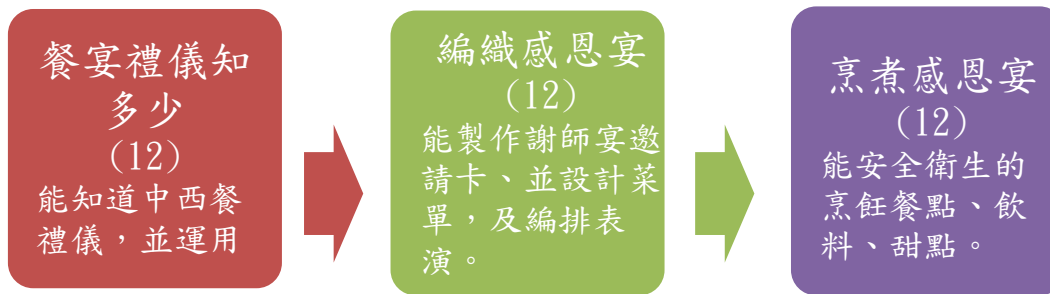 餐宴禮儀知
多少
(12)
能知道中西餐
禮儀，並運用
編織感恩宴
(12)
能製作謝師宴邀
請卡、並設計菜
單，及編排表
演。
烹煮感恩宴
(12)
能安全衛生的
烹飪餐點、飲
料、甜點。